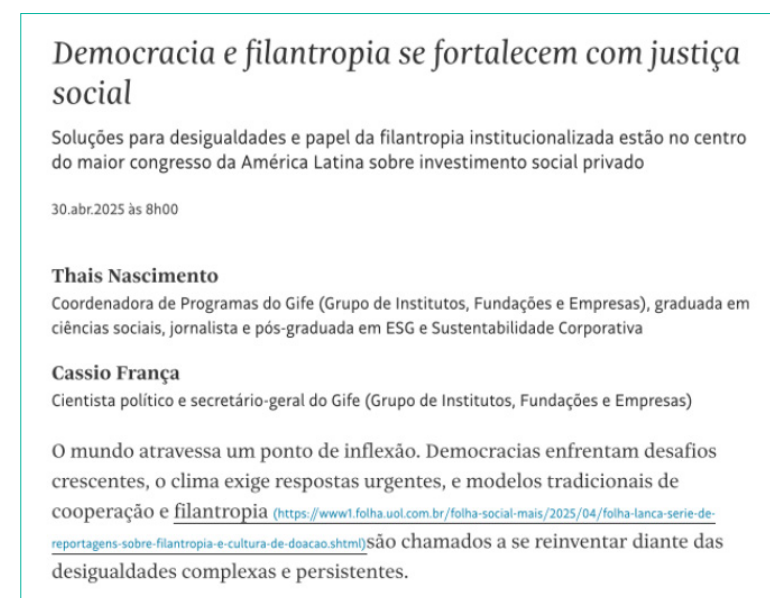 Democracia e filantropia se fortalecem com justiça
social
Soluções para desigualdades e papel da filantropia institucionalizada estão no centro
do maior congresso da América Latina sobre investimento social privado
30.abr.2025 às 8h00
Thais Nascimento
Coordenadora de Programas do Gife (Grupo de Institutos, Fundações e Empresas), graduada em
ciências sociais, jornalista e pós-graduada em ESG e Sustentabilidade Corporativa
Cassio França
Cientista político e secretário-geral do Gife (Grupo de Institutos, Fundações e Empresas)
O mundo atravessa um ponto de inflexão. Democracias enfrentam desafios
crescentes, o clima exige respostas urgentes, e modelos tradicionais de
cooperação e filantropia (https://www1.folha.uol.com.br/folha-social-mais/2025/04/folha-lanca-serie-de-
reportagens-sobre-filantropia-e-cultura-de-doacao.shtml)são chamados a se reinventar diante das
desigualdades complexas e persistentes.